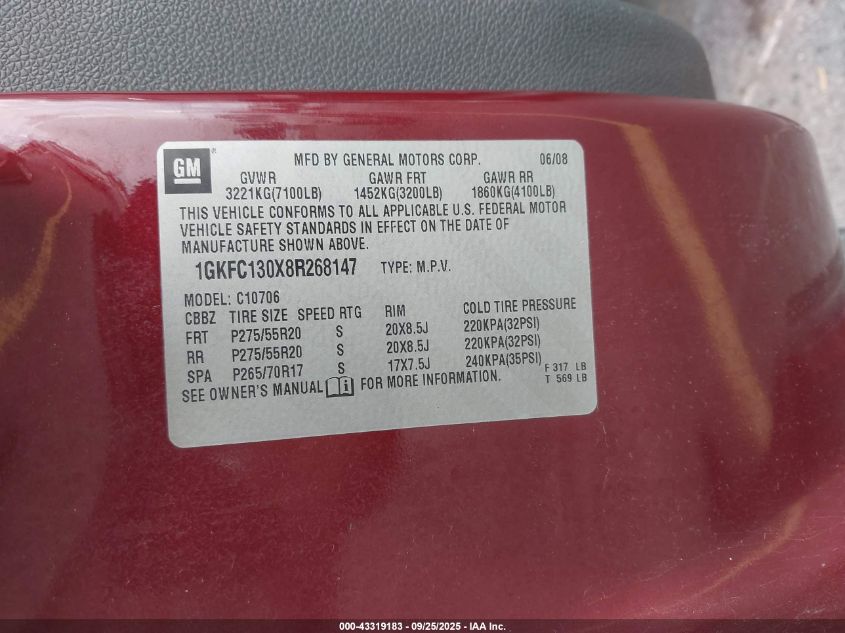 GM
MFD BY GENERAL MOTORS CORP. 06/08
GVWR GAWR FRT GAWR RR
3221KG(7100LB) 1452KG(3200LB) 1860KG(4100LB)
THIS VEHICLE CONFORMS TO ALL APPLICABLE U.S. FEDERAL MOTOR
VEHICLE SAFETY STANDARDS IN EFFECT ON THE DATE OF
MANUFACTURE SHOWN ABOVE.
1GKFC130X8R268147 TYPE: M.P.V.
MODEL: C10706
CBBZ TIRE SIZE SPEED RTG RIM COLD TIRE PRESSURE
FRT P275/55R20 S 20X8.5J 220KPA(32PSI)
RR P275/55R20 S 20X8.5J 220KPA(32PSI)
SPA P265/70R17 S 17X7.5J 240KPA(35PSI) F 317 LB
SEE OWNER'S MANUAL i FOR MORE INFORMATION. T 569 LB
000-43319183 - 09/25/2025 - IAA Inc.